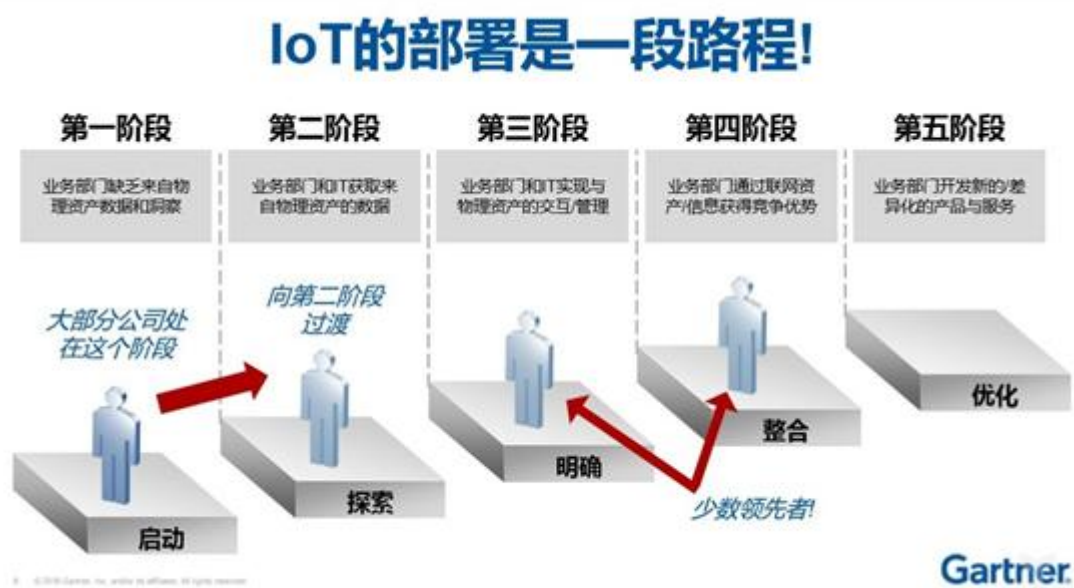 IoT的部署是一段路程!
第一阶段
第二阶段
第三阶段
第四阶段
第五阶段
业务部门缺乏来自物
理资产数据和洞察
业务部门和IT获取来
自物理资产的数据
业务部门和IT实现与
物理资产的交互/管理
业务部门通过联网资
产/信息获得竞争优势
业务部门开发新的/差
异化的产品与服务
大部分公司处
在这个阶段
向第二阶段
过渡
启动
探索
明确
整合
优化
少数领先者!
Gartner